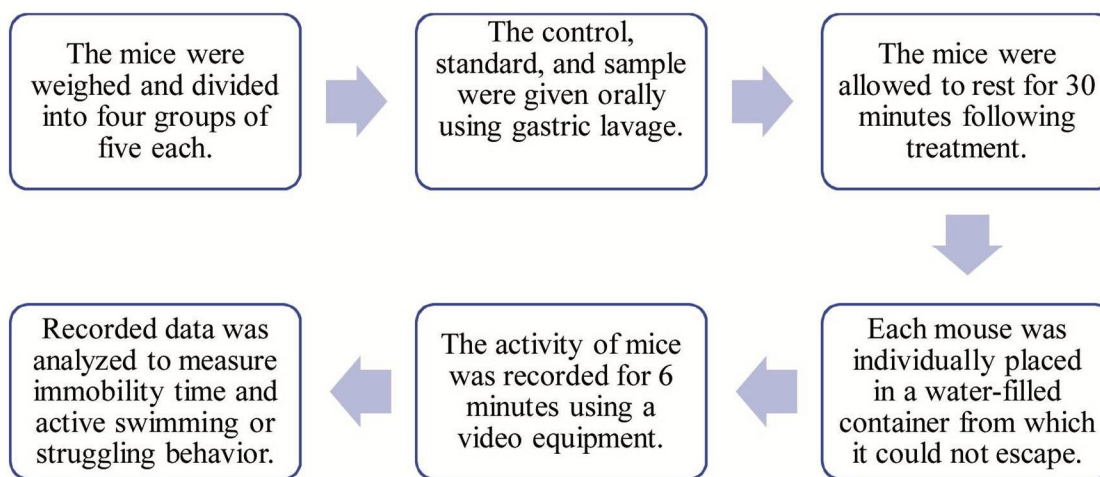 The mice were
weighed and divided
into four groups of
five each.
The control,
standard, and sample
were given orally
using gastric lavage.
The mice were
allowed to rest for 30
minutes following
treatment.
Each mouse was
individually placed
in a water-filled
container from which
it could not escape.
The activity of mice
was recorded for 6
minutes using a
video equipment.
Recorded data was
analyzed to measure
immobility time and
active swimming or
struggling behavior.